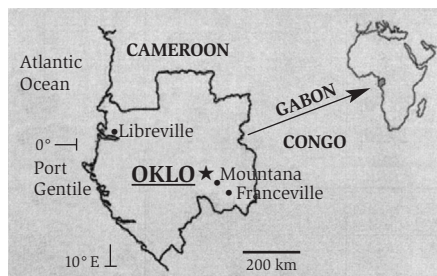 Atlantic
Ocean
CAMEROON
GABON
Libreville
0°
CONGO
Port
Gentile
OKLO
Mountana
Franceville
10° E
200 km